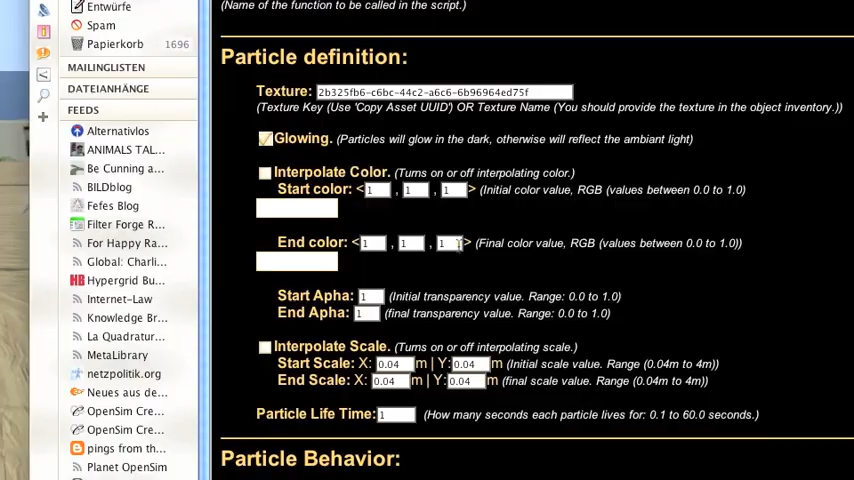 Entwürfe
Spam
Papierkorb 1696
MAILINGLISTEN
DATEIANHÄNGE
FEEDS
Alternativlos
ANIMALS TAL...
Be Cunning a...
BILDblog
Fefes Blog
Filter Forge R...
For Happy Ra...
Global: Charli...
Hypergrid Bu...
Internet-Law
Knowledge Br...
La Quadratur...
MetaLibrary
netzpolitik.org
Neues aus de...
OpenSim Cre...
OpenSim Cre...
pings from th...
Planet OpenSim
(Name of the function to be called in the script.)
Particle definition:
Texture: 2b325fb6-c6bc-44c2-a6c6-6b96964ed75f
(Texture Key (Use 'Copy Asset UUID') OR Texture Name (You should provide the texture in the object inventory.))
Glowing. (Particles will glow in the dark, otherwise will reflect the ambiant light)
Interpolate Color. (Turns on or off interpolating color.)
Start color: <1 , 1 , 1 > (Initial color value, RGB (values between 0.0 to 1.0)
End color: <1 , 1 , 1 > (Final color value, RGB (values between 0.0 to 1.0))
Start Apha: 1 (Initial transparency value. Range: 0.0 to 1.0)
End Apha: 1 (final transparency value. Range: 0.0 to 1.0)
Interpolate Scale. (Turns on or off interpolating scale.)
Start Scale: X: 0.04 m | Y: 0.04 m (Initial scale value. Range (0.04m to 4m))
End Scale: X: 0.04 m | Y: 0.04 m (final scale value. Range (0.04m to 4m))
Particle Life Time: 1 (How many seconds each particle lives for: 0.1 to 60.0 seconds.)
Particle Behavior: